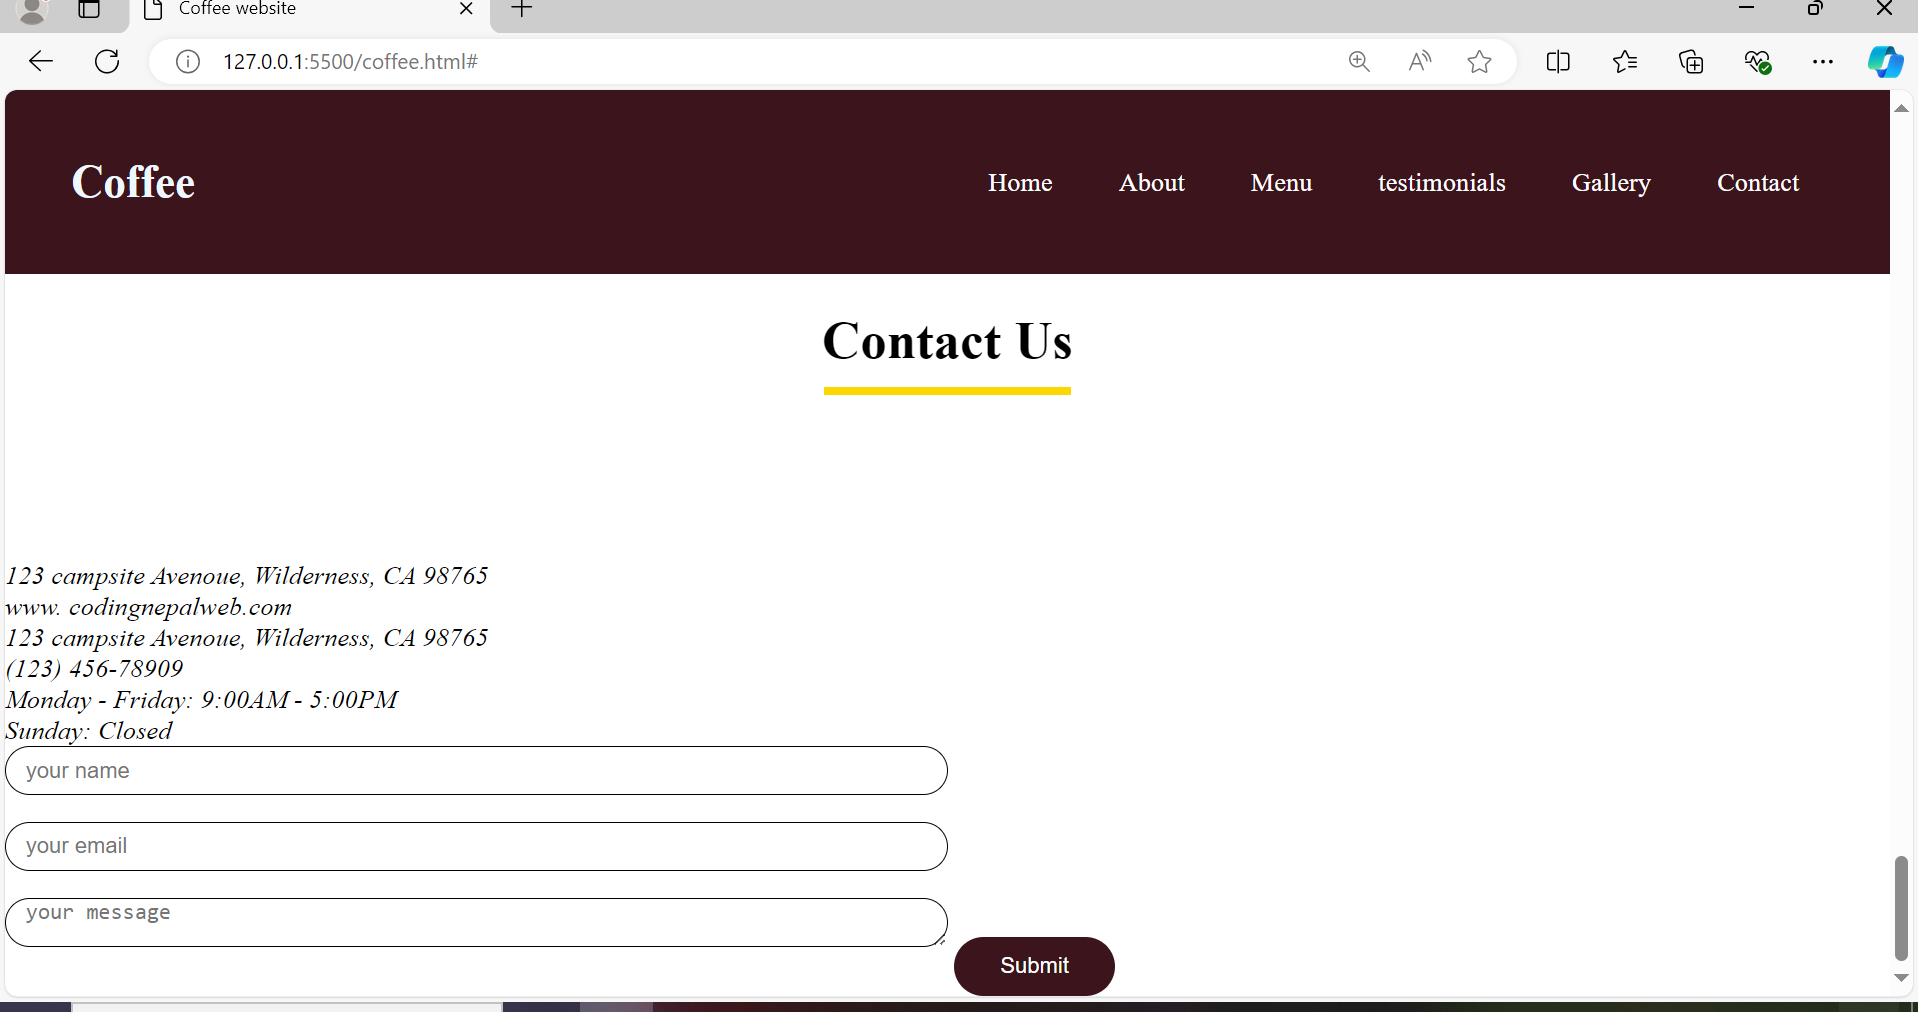 Coffee website
127.0.0.1:5500/coffee.html#
Coffee
Home About Menu testimonials Gallery Contact
Contact Us
123 campsite Avenoue, Wilderness, CA 98765
www. codingnepalweb.com
123 campsite Avenoue, Wilderness, CA 98765
(123) 456-78909
Monday - Friday: 9:00AM - 5:00PM
Sunday: Closed
your name
your email
your message
Submit